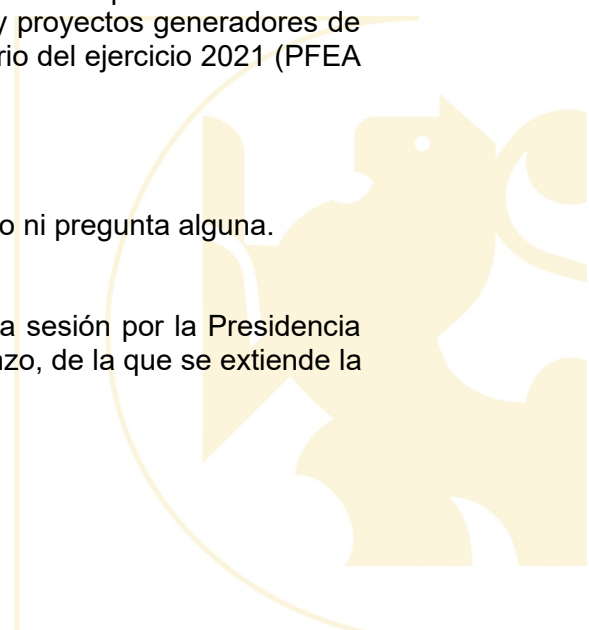 y proyectos generadores de
rio del ejercicio 2021 (PFEA
o ni pregunta alguna.
a sesión por la Presidencia
nzo, de la que se extiende la